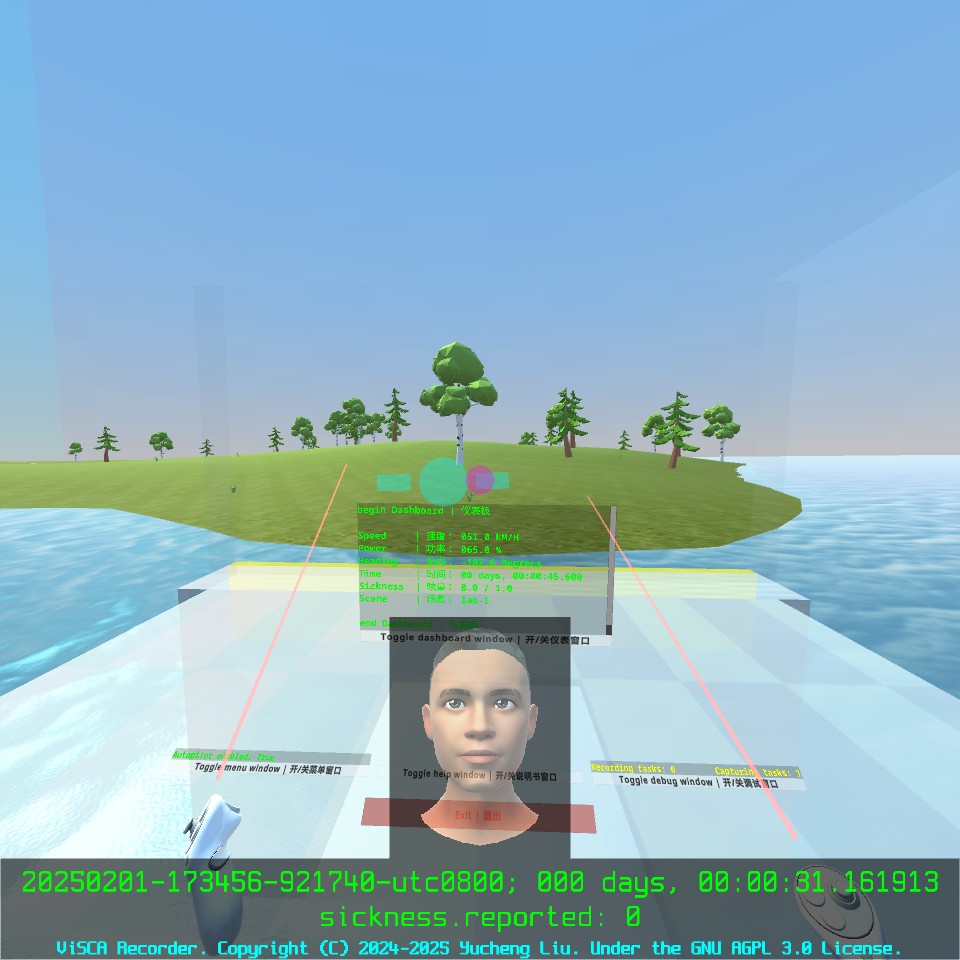 begin Dashboard | 仪表板
Speed | 速度: 051.0 kM/H
Power | 功率: 065.0 %
Time | 时间: 00 days, 00:00:45.600
Sickness | 眩晕: 0.0 / 1.0
Scene | 场景: lab-1
end Dashboard |
Toggle dashboard window | 开/关仪表窗口
Autopilot enabled: True
Toggle menu window | 开/关菜单窗口
Toggle help window | 开/关说明书窗口
Recording tasks: 0 Capturing tasks: 1
Toggle debug window | 开/关调试窗口
Exit | 退出
20250201-173456-921740-utc0800; 000 days, 00:00:31.161913
sickness.reported: 0
ViSCA Recorder. Copyright (C) 2024-2025 Yucheng Liu. Under the GNU AGPL 3.0 License.